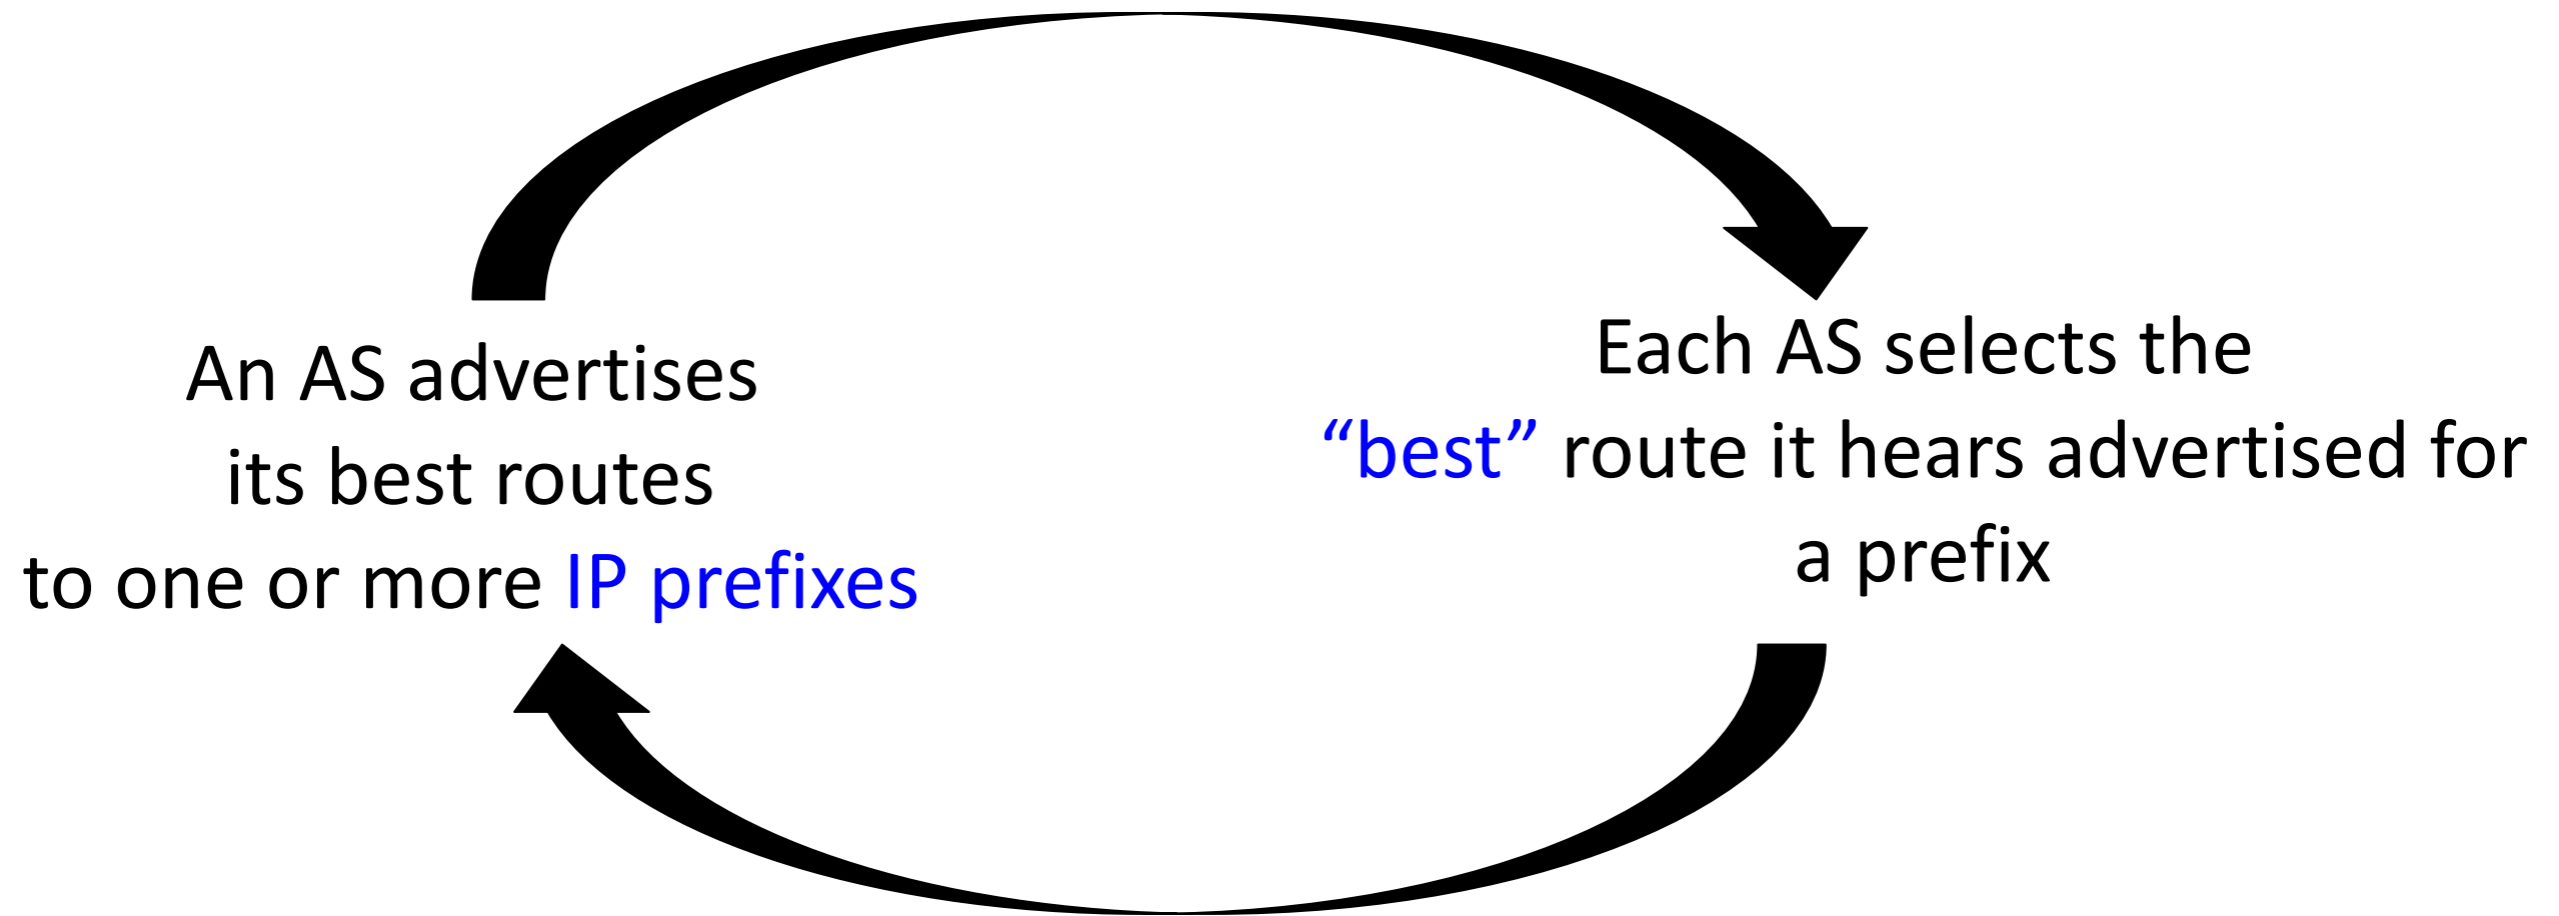 An AS advertises
its best routes
to one or more IP prefixes
Each AS selects the
“best” route it hears advertised for
a prefix